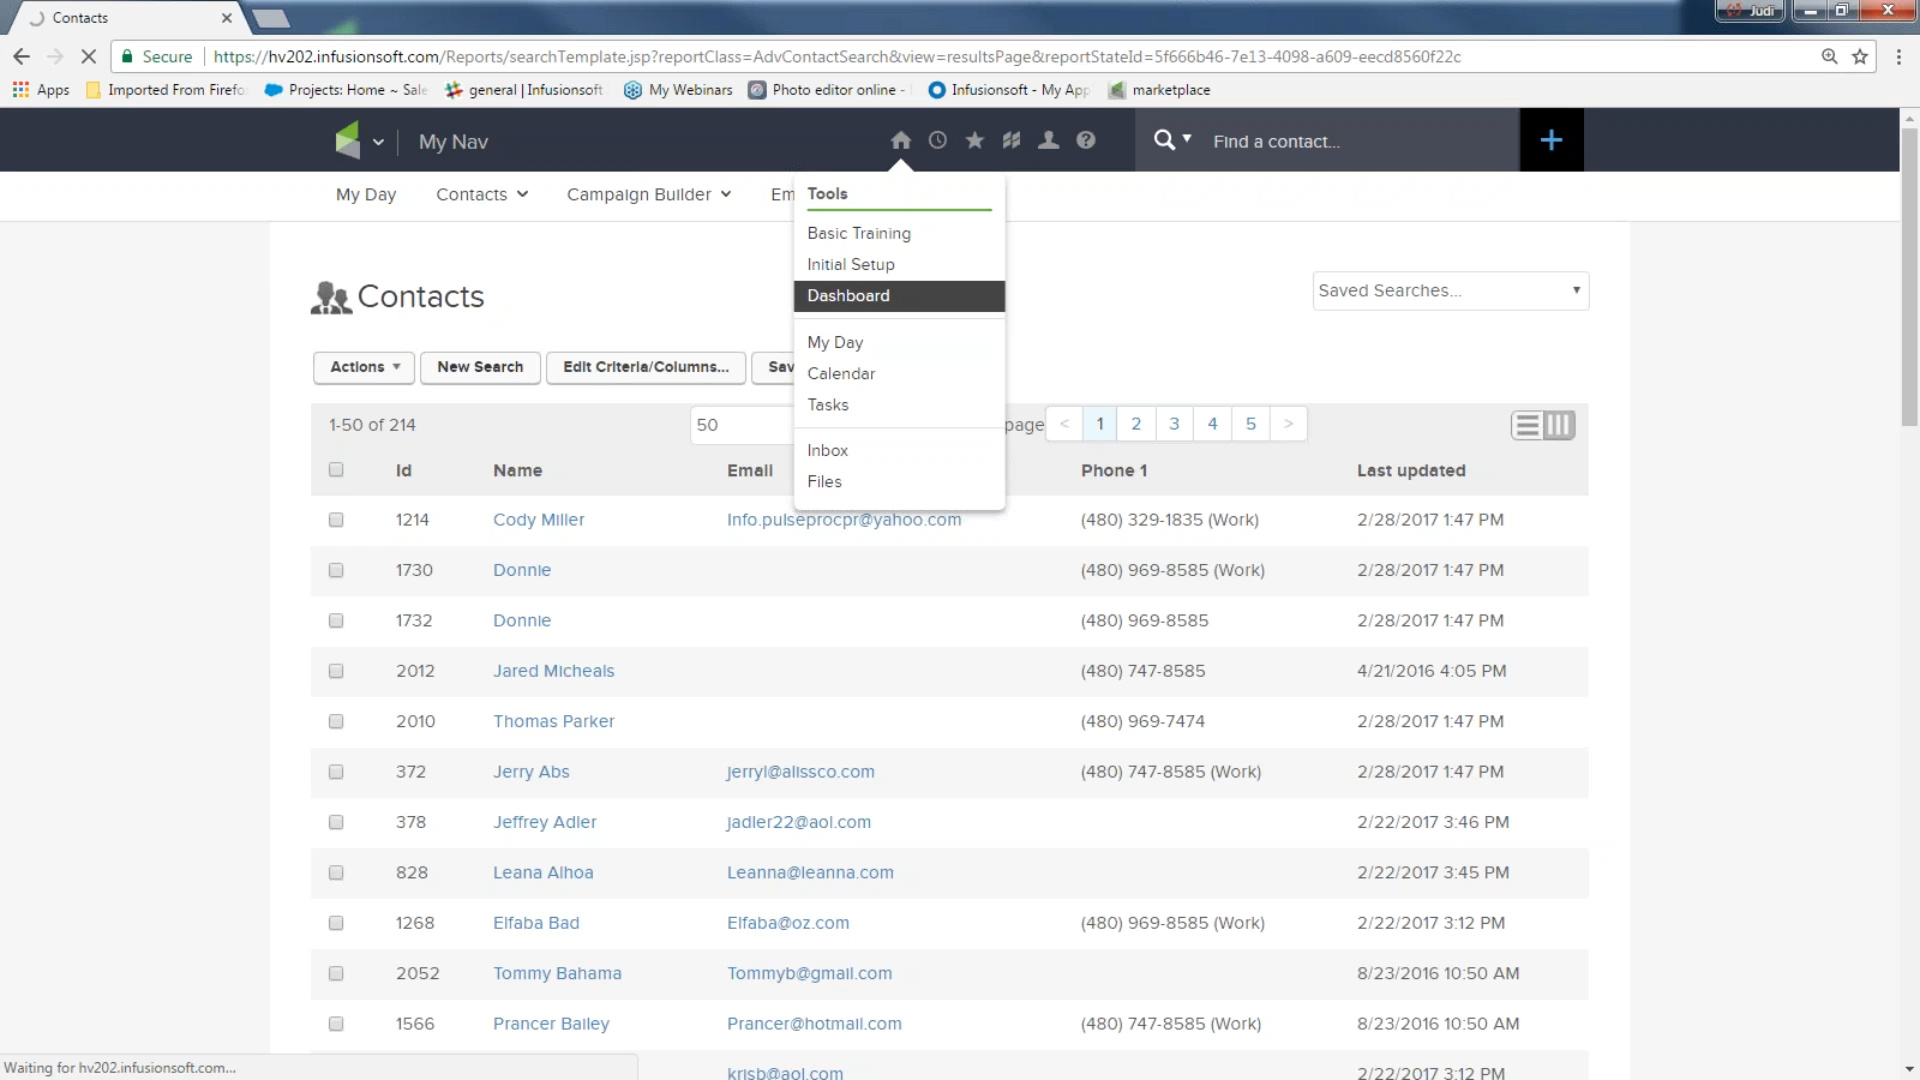 Contacts
Judi
Secure https://hv202.infusionsoft.com/Reports/searchTemplate.jsp?reportClass=AdvContactSearch&view=resultsPage&reportStateId=5f666b46-7e13-4098-a609-eecd8560f22c
Apps Imported From Firefo Projects: Home ~ Sale general | Infusionsoft My Webinars Photo editor online - Infusionsoft - My App marketplace
My Nav Find a contact...
My Day Contacts Campaign Builder Em
Tools
Basic Training
Initial Setup
Dashboard
My Day
Calendar
Tasks
Inbox
Files
Contacts Saved Searches...
Actions New Search Edit Criteria/Columns... Sav
1-50 of 214 50 page < 1 2 3 4 5 >
Id Name Email Phone 1 Last updated
1214 Cody Miller Info.pulseprocpr@yahoo.com (480) 329-1835 (Work) 2/28/2017 1:47 PM
1730 Donnie (480) 969-8585 (Work) 2/28/2017 1:47 PM
1732 Donnie (480) 969-8585 2/28/2017 1:47 PM
2012 Jared Micheals (480) 747-8585 4/21/2016 4:05 PM
2010 Thomas Parker (480) 969-7474 2/28/2017 1:47 PM
372 Jerry Abs jerryl@alissco.com (480) 747-8585 (Work) 2/28/2017 1:47 PM
378 Jeffrey Adler jadler22@aol.com 2/22/2017 3:46 PM
828 Leana Alhoa Leanna@leanna.com 2/22/2017 3:45 PM
1268 Elfaba Bad Elfaba@oz.com (480) 969-8585 (Work) 2/22/2017 3:12 PM
2052 Tommy Bahama Tommyb@gmail.com 8/23/2016 10:50 AM
1566 Prancer Bailey Prancer@hotmail.com (480) 747-8585 (Work) 8/23/2016 10:50 AM
krisb@aol.com 2/22/2017 3:12 PM
Waiting for hv202.infusionsoft.com...